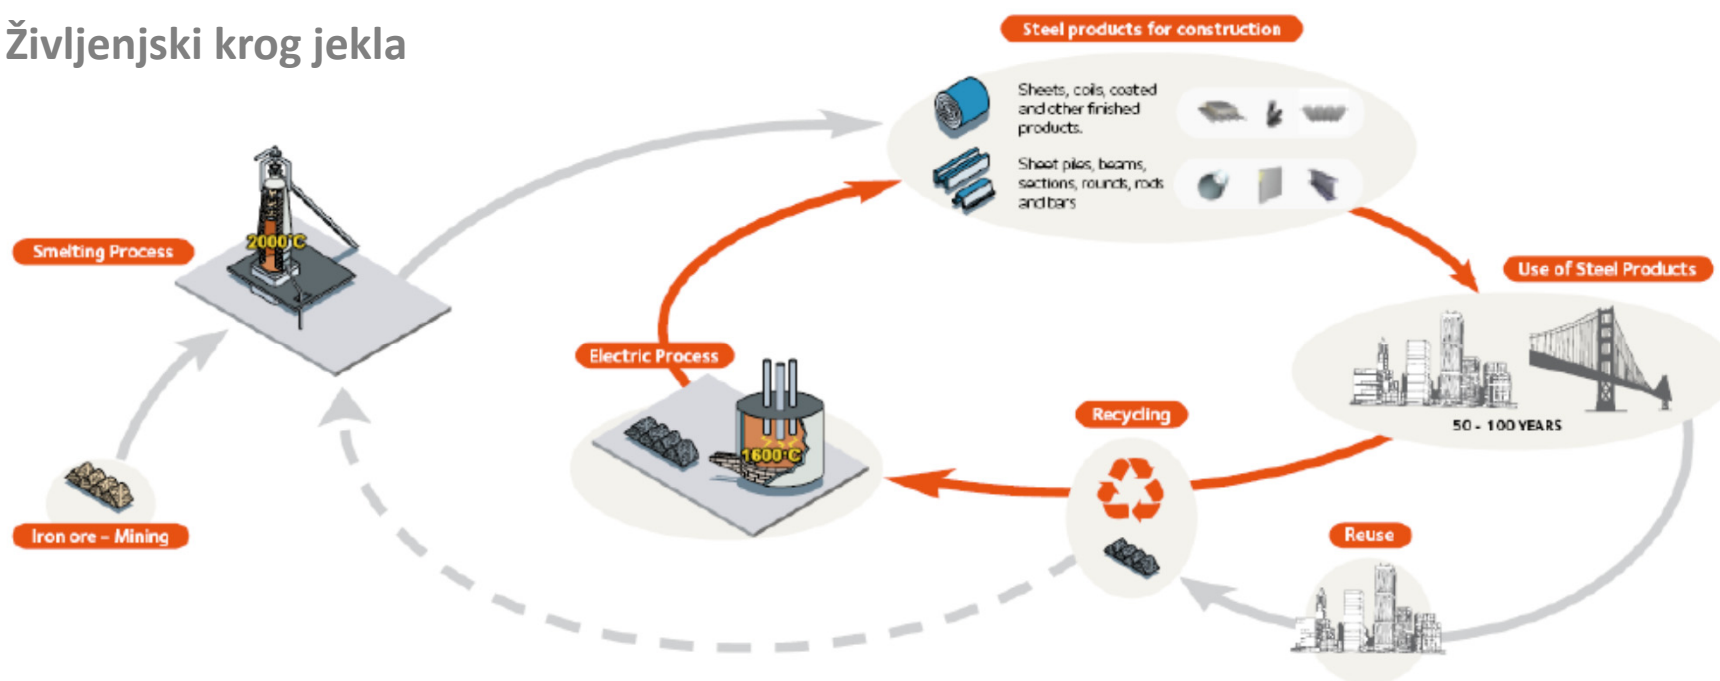 Življenjski krog jekla
Steel products for construction
Sheets, coils, coated
and other finished
products.
Sheet piles, beams,
sections, rounds, rods
and bars
2000°C
Smelting Process
Use of Steel Products
50 - 100 YEARS
Electric Process
1600°C
Recycling
Iron ore – Mining
Reuse